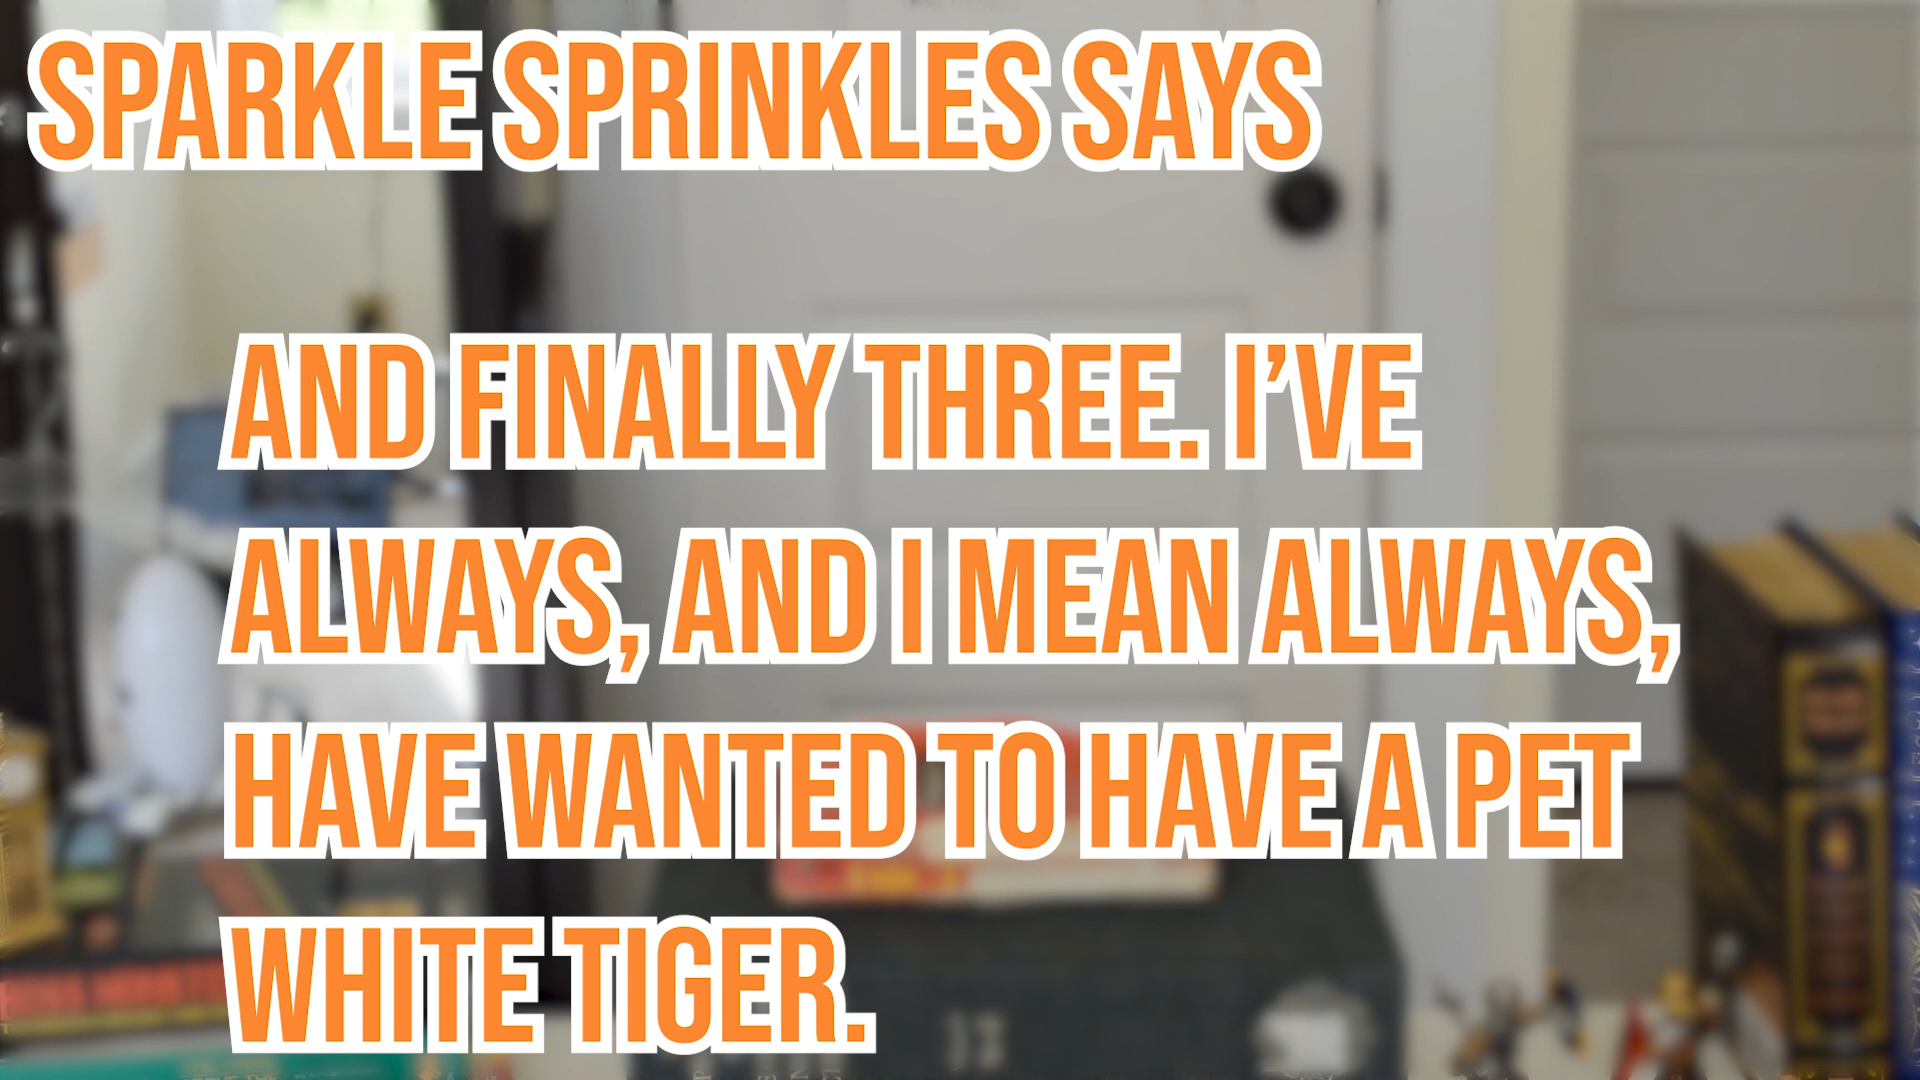 SPARKLE SPRINKLES SAYS
AND FINALLY THREE. I’VE
ALWAYS, AND I MEAN ALWAYS,
HAVE WANTED TO HAVE A PET
WHITE TIGER.